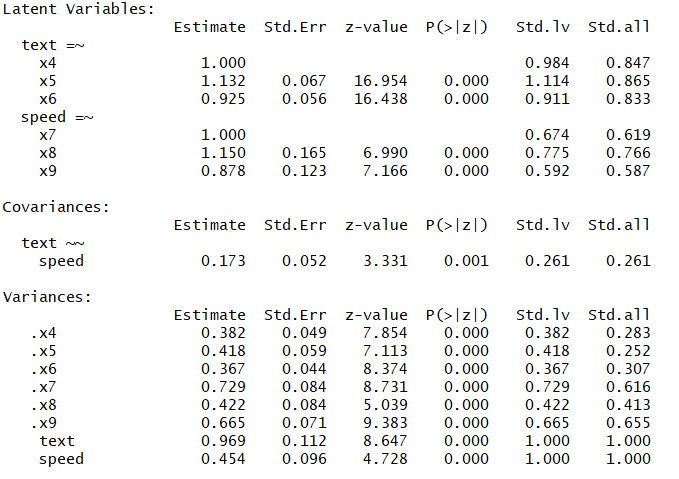 Latent Variables:
                   Estimate  Std.Err  z-value  P(>|z|)   Std.lv  Std.all
  text =~
    x4                1.000                               0.984    0.847
    x5                1.132    0.067   16.954    0.000    1.114    0.865
    x6                0.925    0.056   16.438    0.000    0.911    0.833
  speed =~
    x7                1.000                               0.674    0.619
    x8                1.150    0.165    6.990    0.000    0.775    0.766
    x9                0.878    0.123    7.166    0.000    0.592    0.587
Covariances:
                   Estimate  Std.Err  z-value  P(>|z|)   Std.lv  Std.all
  text ~~
    speed             0.173    0.052    3.331    0.001    0.261    0.261
Variances:
                   Estimate  Std.Err  z-value  P(>|z|)   Std.lv  Std.all
   .x4                0.382    0.049    7.854    0.000    0.382    0.283
   .x5                0.418    0.059    7.113    0.000    0.418    0.252
   .x6                0.367    0.044    8.374    0.000    0.367    0.307
   .x7                0.729    0.084    8.731    0.000    0.729    0.616
   .x8                0.422    0.084    5.039    0.000    0.422    0.413
   .x9                0.665    0.071    9.383    0.000    0.665    0.655
    text              0.969    0.112    8.647    0.000    1.000    1.000
    speed             0.454    0.096    4.728    0.000    1.000    1.000